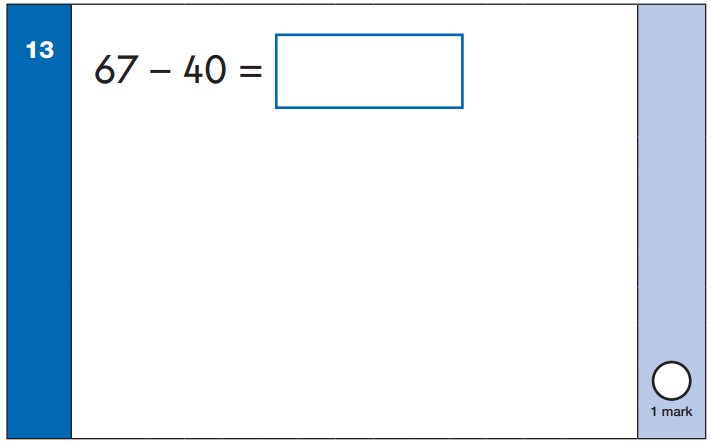 13
67 – 40 =
1 mark